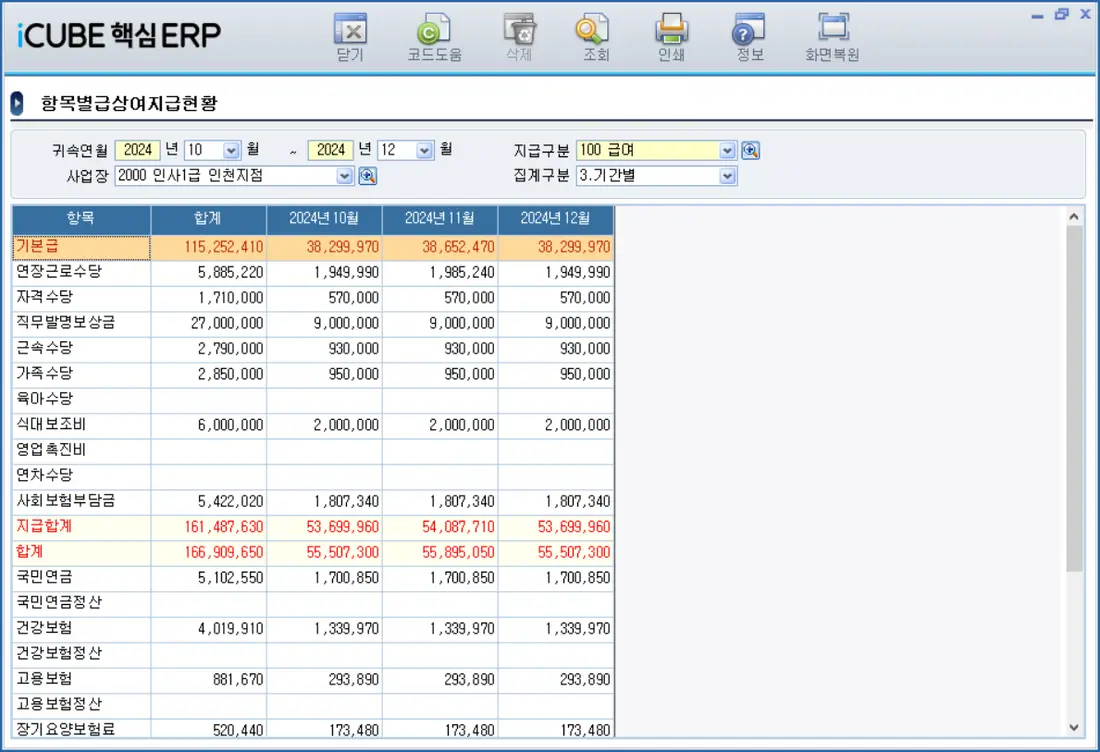 iCUBE 핵심 ERP
닫기 코드도움 삭제 조회 인쇄 정보 화면복원
항목별급상여지급현황
귀속연월 2024 년 10 월 ~ 2024 년 12 월 지급구분 100 급여
사업장 2000 인사1급 인천지점 집계구분 3.기간별
항목 합계 2024년10월 2024년11월 2024년12월
기본급 115,252,410 38,299,970 38,652,470 38,299,970
연장근로수당 5,885,220 1,949,990 1,985,240 1,949,990
자격수당 1,710,000 570,000 570,000 570,000
직무발명보상금 27,000,000 9,000,000 9,000,000 9,000,000
근속수당 2,790,000 930,000 930,000 930,000
가족수당 2,850,000 950,000 950,000 950,000
육아수당
식대보조비 6,000,000 2,000,000 2,000,000 2,000,000
영업촉진비
연차수당
사회보험부담금 5,422,020 1,807,340 1,807,340 1,807,340
지급합계 161,487,630 53,699,960 54,087,710 53,699,960
합계 166,909,650 55,507,300 55,895,050 55,507,300
국민연금 5,102,550 1,700,850 1,700,850 1,700,850
국민연금정산
건강보험 4,019,910 1,339,970 1,339,970 1,339,970
건강보험정산
고용보험 881,670 293,890 293,890 293,890
고용보험정산
장기요양보험료 520,440 173,480 173,480 173,480